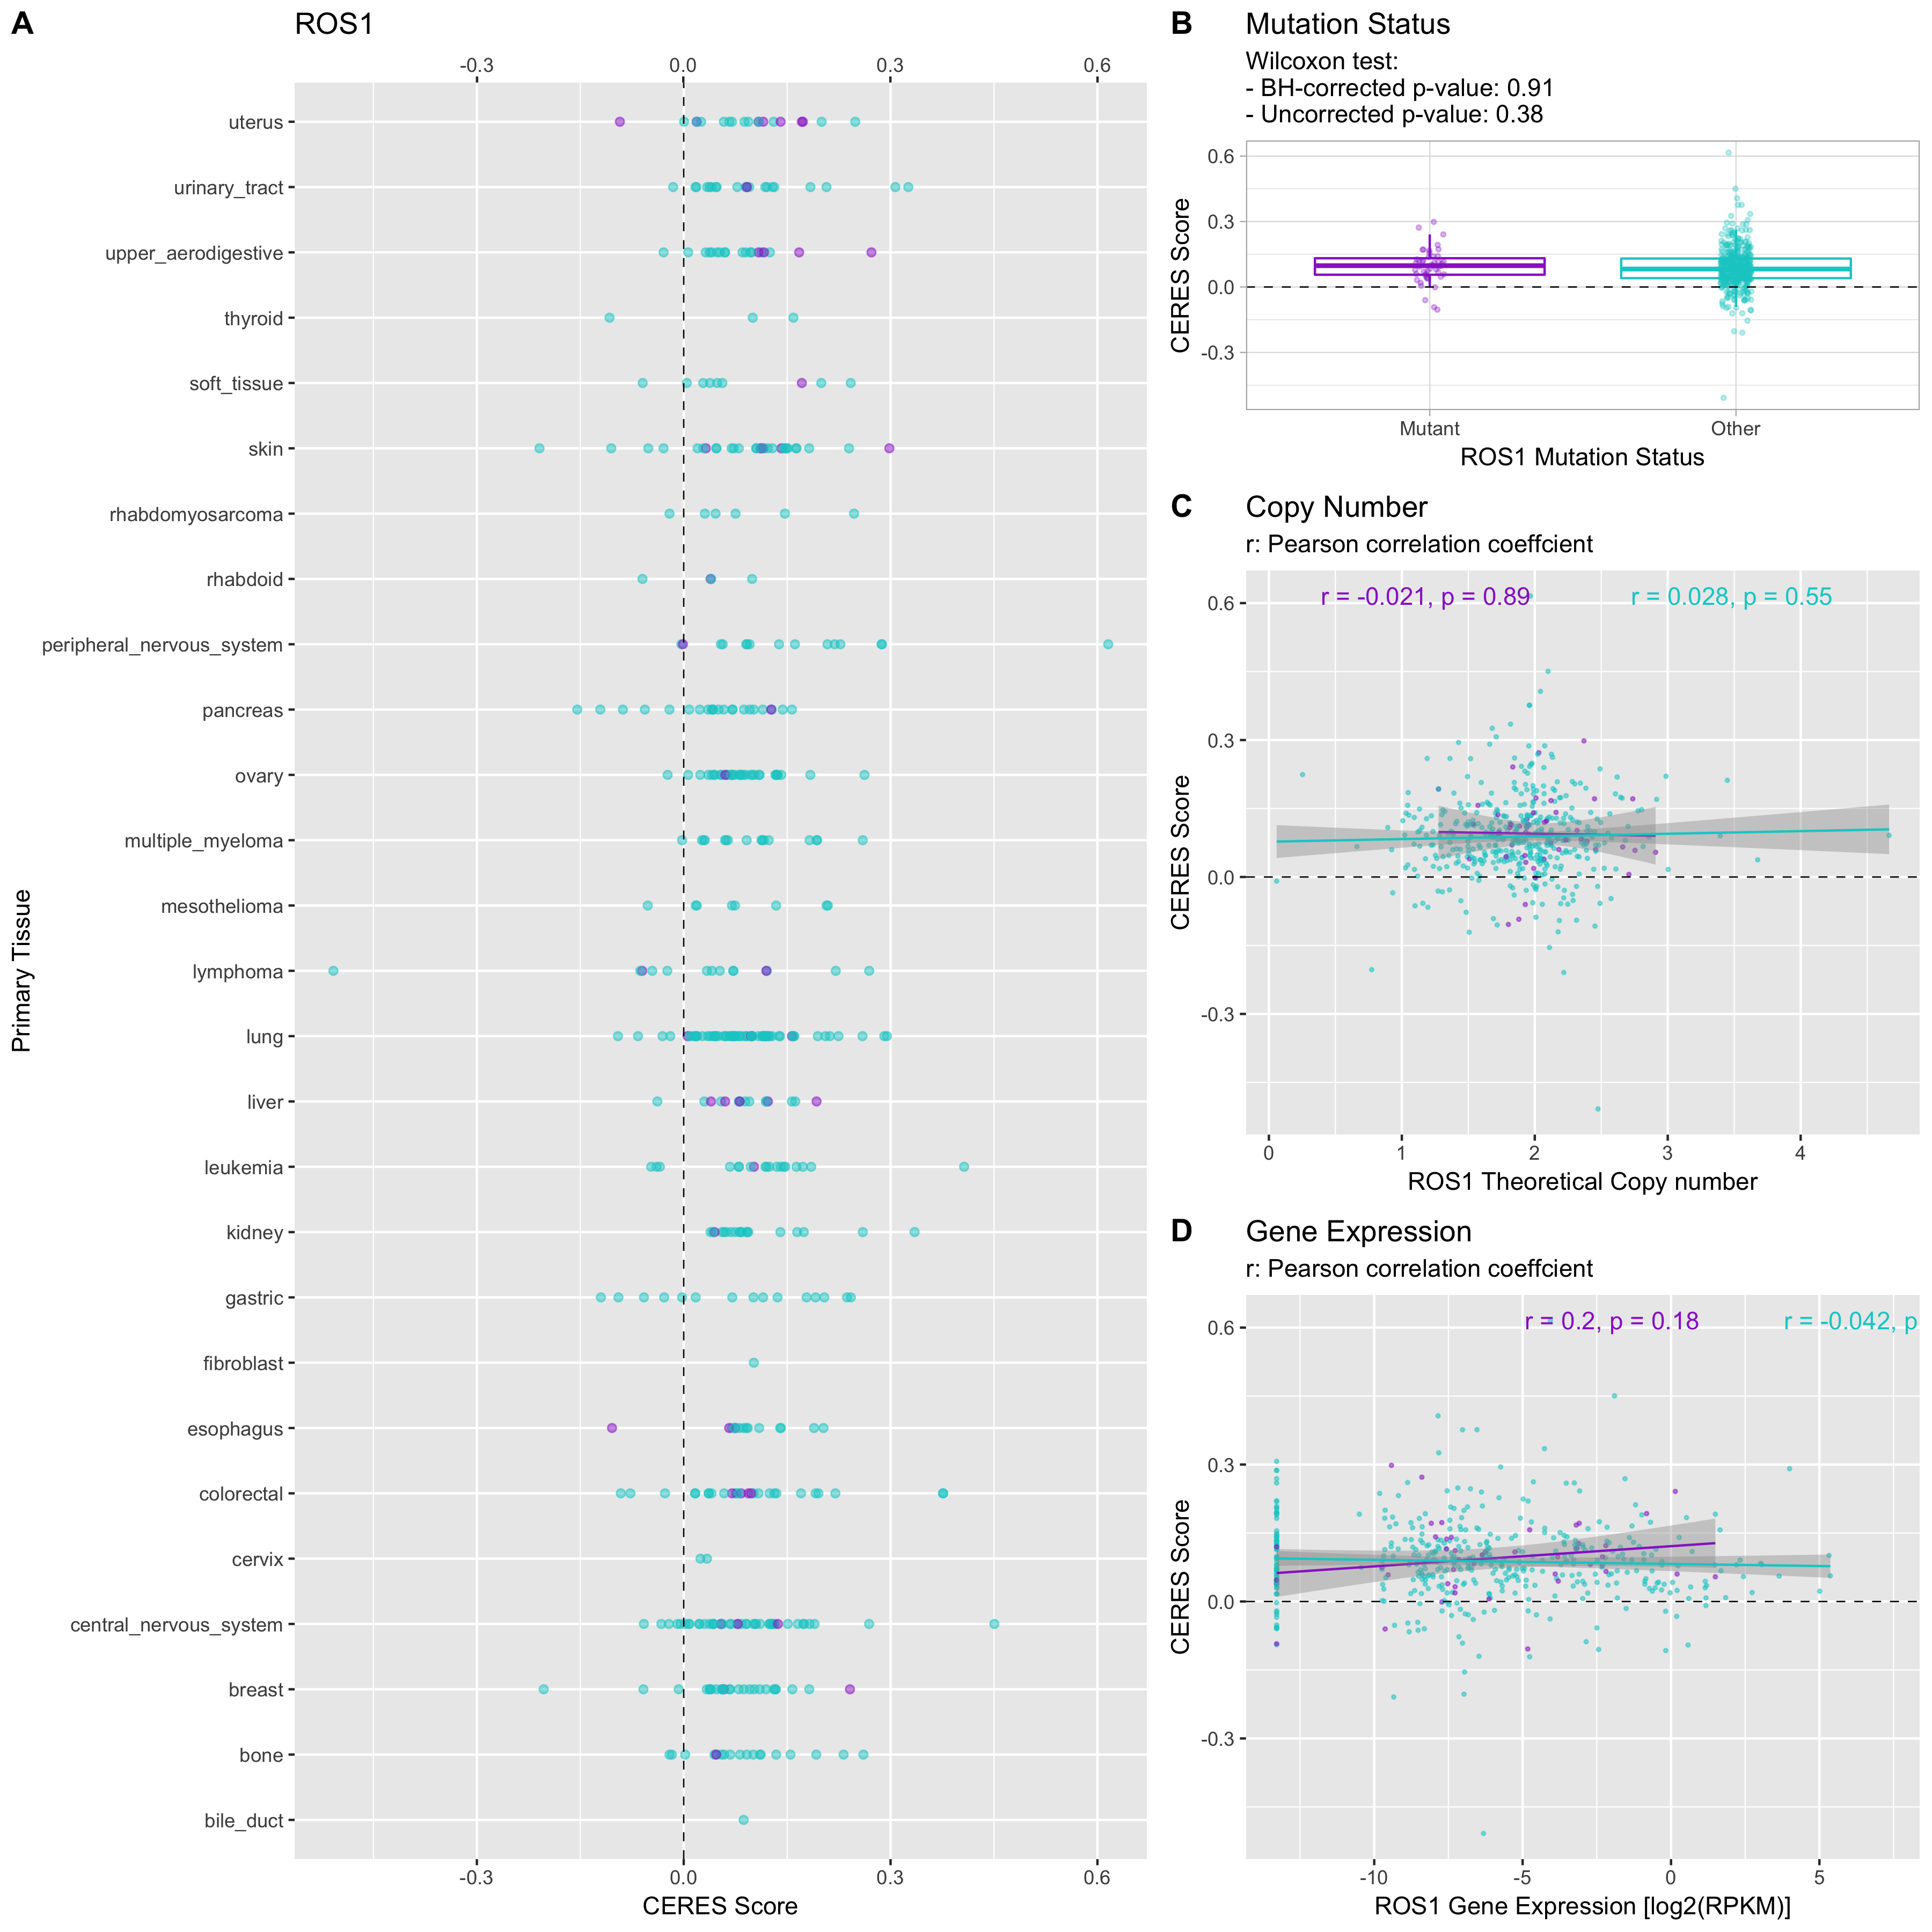 A
ROS1
-0.3 0.0 0.3 0.6
Primary Tissue
uterus
urinary_tract
upper_aerodigestive
thyroid
soft_tissue
skin
rhabdomyosarcoma
rhabdoid
peripheral_nervous_system
pancreas
ovary
multiple_myeloma
mesothelioma
lymphoma
lung
liver
leukemia
kidney
gastric
fibroblast
esophagus
colorectal
cervix
central_nervous_system
breast
bone
bile_duct
-0.3 0.0 0.3 0.6
CERES Score
B
Mutation Status
Wilcoxon test:
- BH-corrected p-value: 0.91
- Uncorrected p-value: 0.38
CERES Score
0.6
0.3
0.0
-0.3
Mutant Other
ROS1 Mutation Status
C
Copy Number
r: Pearson correlation coeffcient
r = -0.021, p = 0.89 r = 0.028, p = 0.55
CERES Score
0.6
0.3
0.0
-0.3
0 1 2 3 4
ROS1 Theoretical Copy number
D
Gene Expression
r: Pearson correlation coeffcient
r = 0.2, p = 0.18 r = -0.042, p
CERES Score
0.6
0.3
0.0
-0.3
-10 -5 0 5
ROS1 Gene Expression [log2(RPKM)]